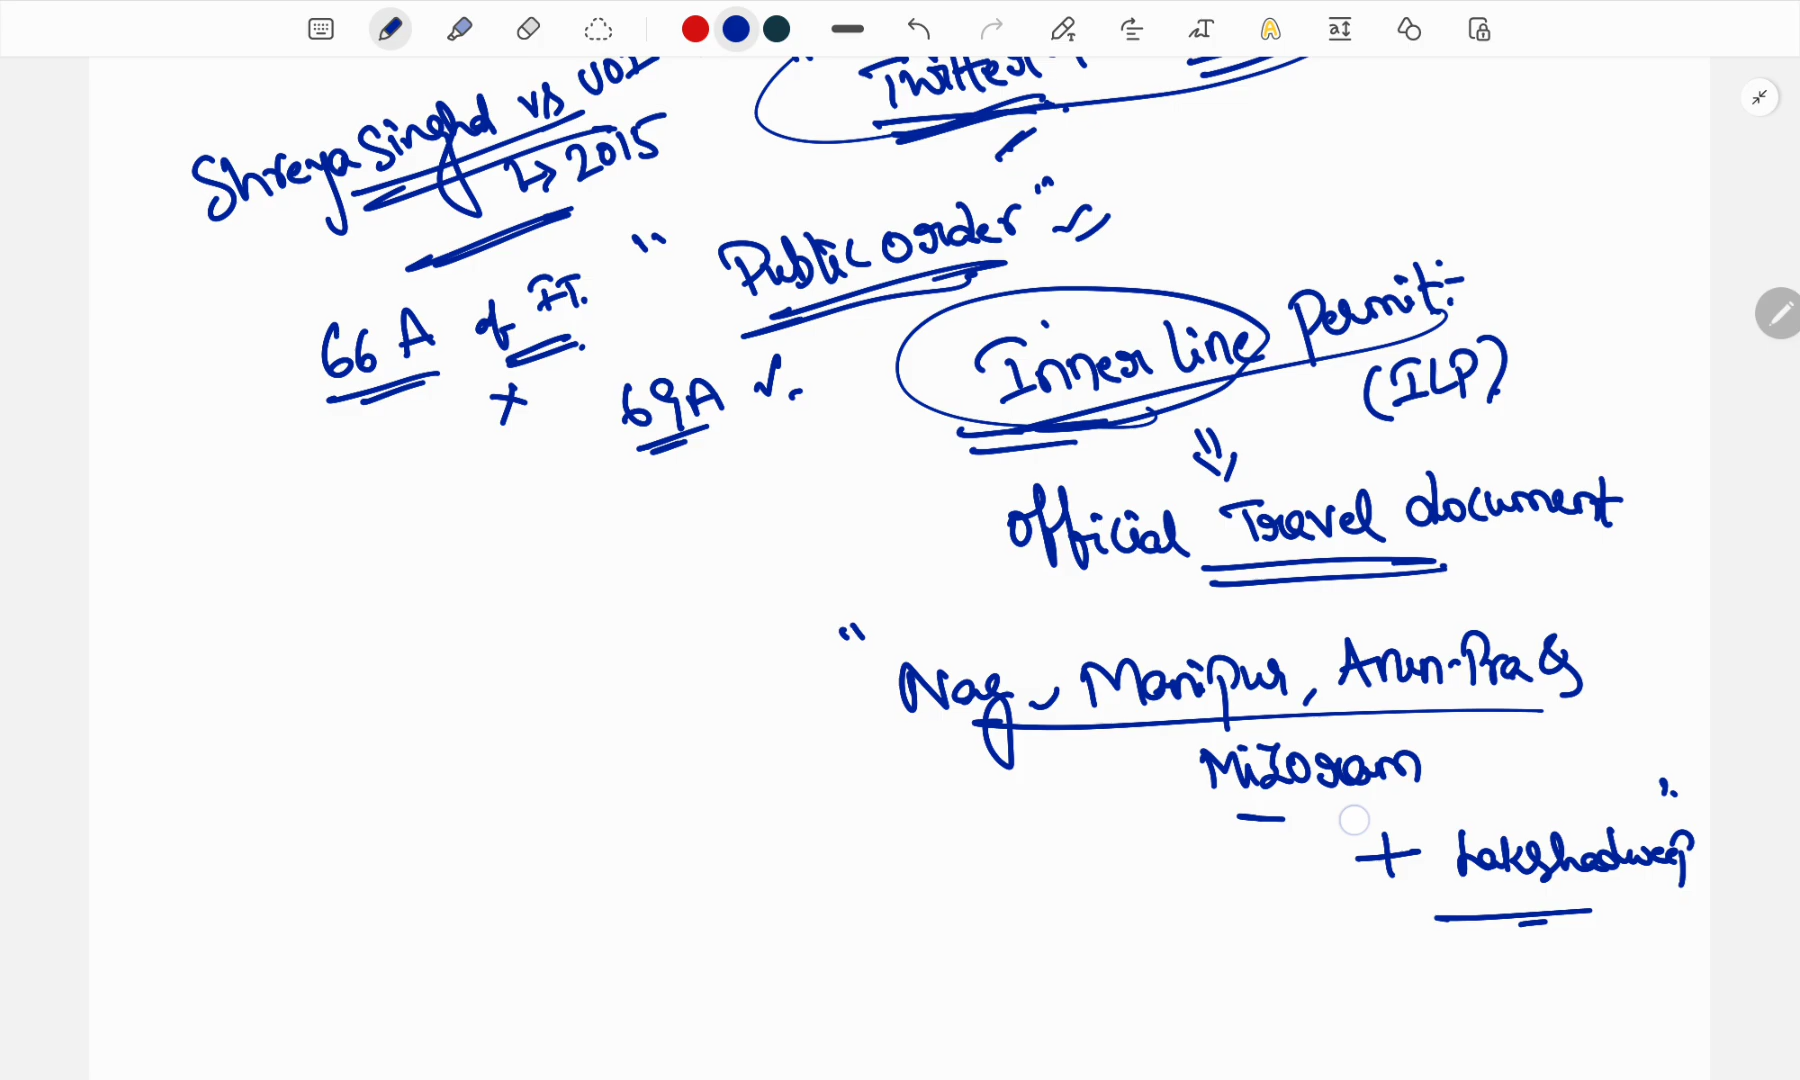 Shreya Singhal vs UOI
↳ 2015
Twitter
" Public order "
66 A of IT.
x
69A ✓.
Inner line Permit :-
(ILP)
⇓
official Travel document
" Nag, Manipur, Arun. Pra &
Mizoram
+ Lakshadweep "